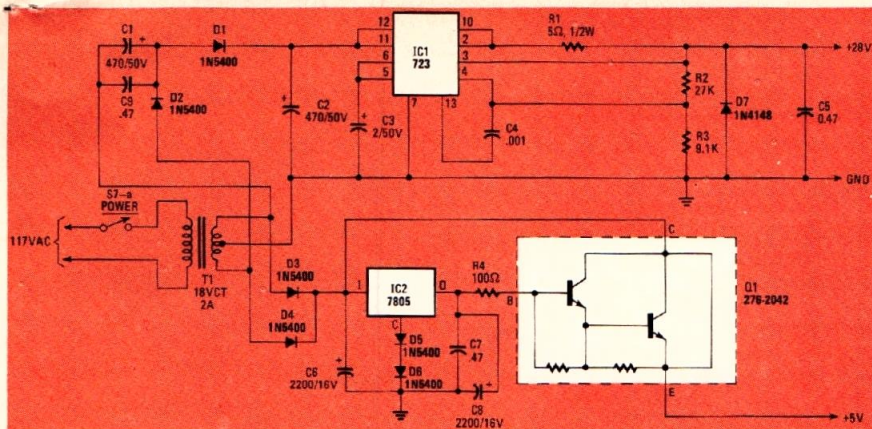 C1
470/50V
+
C9
.47
D1
1N5400
D2
1N5400
12
11
6
5
IC1
723
10
2
3
4
7
13
R1
5Ω, 1/2W
+28V
+
C2
470/50V
+
C3
2/50V
C4
.001
R2
27K
R3
9.1K
D7
1N4148
C5
0.47
GND
S7-a
POWER
117VAC
T1
18VCT
2A
D3
1N5400
D4
1N5400
I
IC2
7805
O
C
R4
100Ω
B
C
E
Q1
276-2042
D5
1N5400
D6
1N5400
+
C6
2200/16V
C7
.47
+
C8
2200/16V
+5V